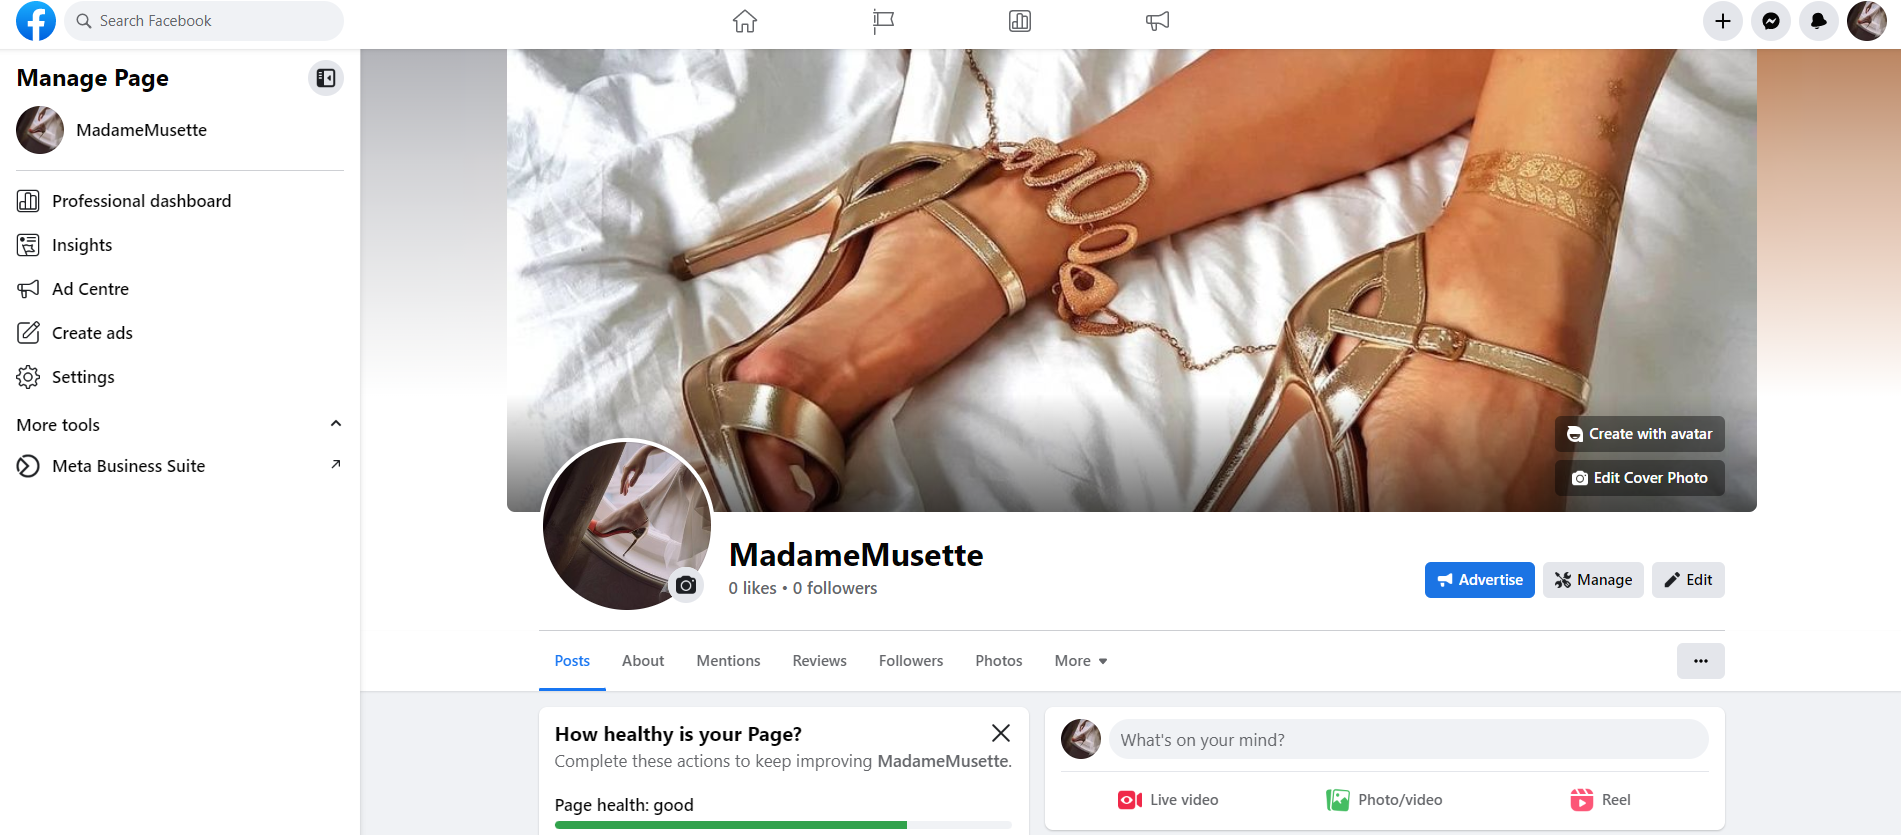 Search Facebook
Manage Page
MadameMusette
Professional dashboard
Insights
Ad Centre
Create ads
Settings
More tools
Meta Business Suite
Create with avatar
Edit Cover Photo
MadameMusette
0 likes • 0 followers
Advertise
Manage
Edit
Posts
About
Mentions
Reviews
Followers
Photos
More
How healthy is your Page?
Complete these actions to keep improving MadameMusette.
Page health: good
What's on your mind?
Live video
Photo/video
Reel